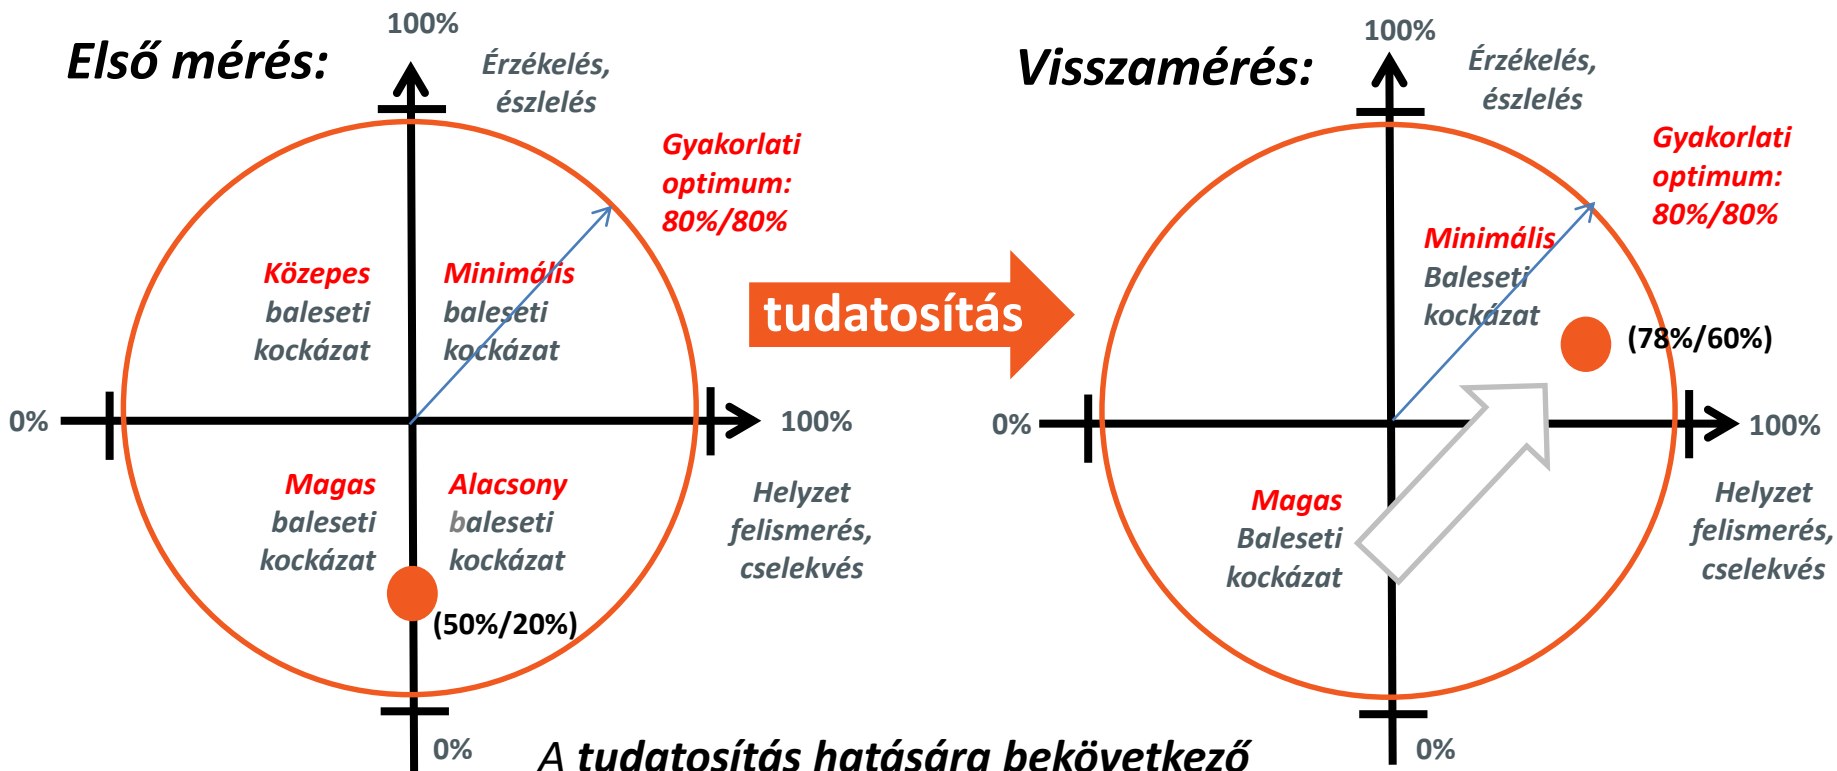 Első mérés:
100%
Érzékelés,
észlelés
Gyakorlati
optimum:
80%/80%
Közepes
baleseti
kockázat
Minimális
baleseti
kockázat
0%
100%
Magas
baleseti
kockázat
Alacsony
baleseti
kockázat
Helyzet
felismerés,
cselekvés
(50%/20%)
0%
tudatosítás
Visszamérés:
100%
Érzékelés,
észlelés
Gyakorlati
optimum:
80%/80%
Minimális
Baleseti
kockázat
(78%/60%)
0%
100%
Magas
Baleseti
kockázat
Helyzet
felismerés,
cselekvés
0%
A tudatosítás hatására bekövetkező